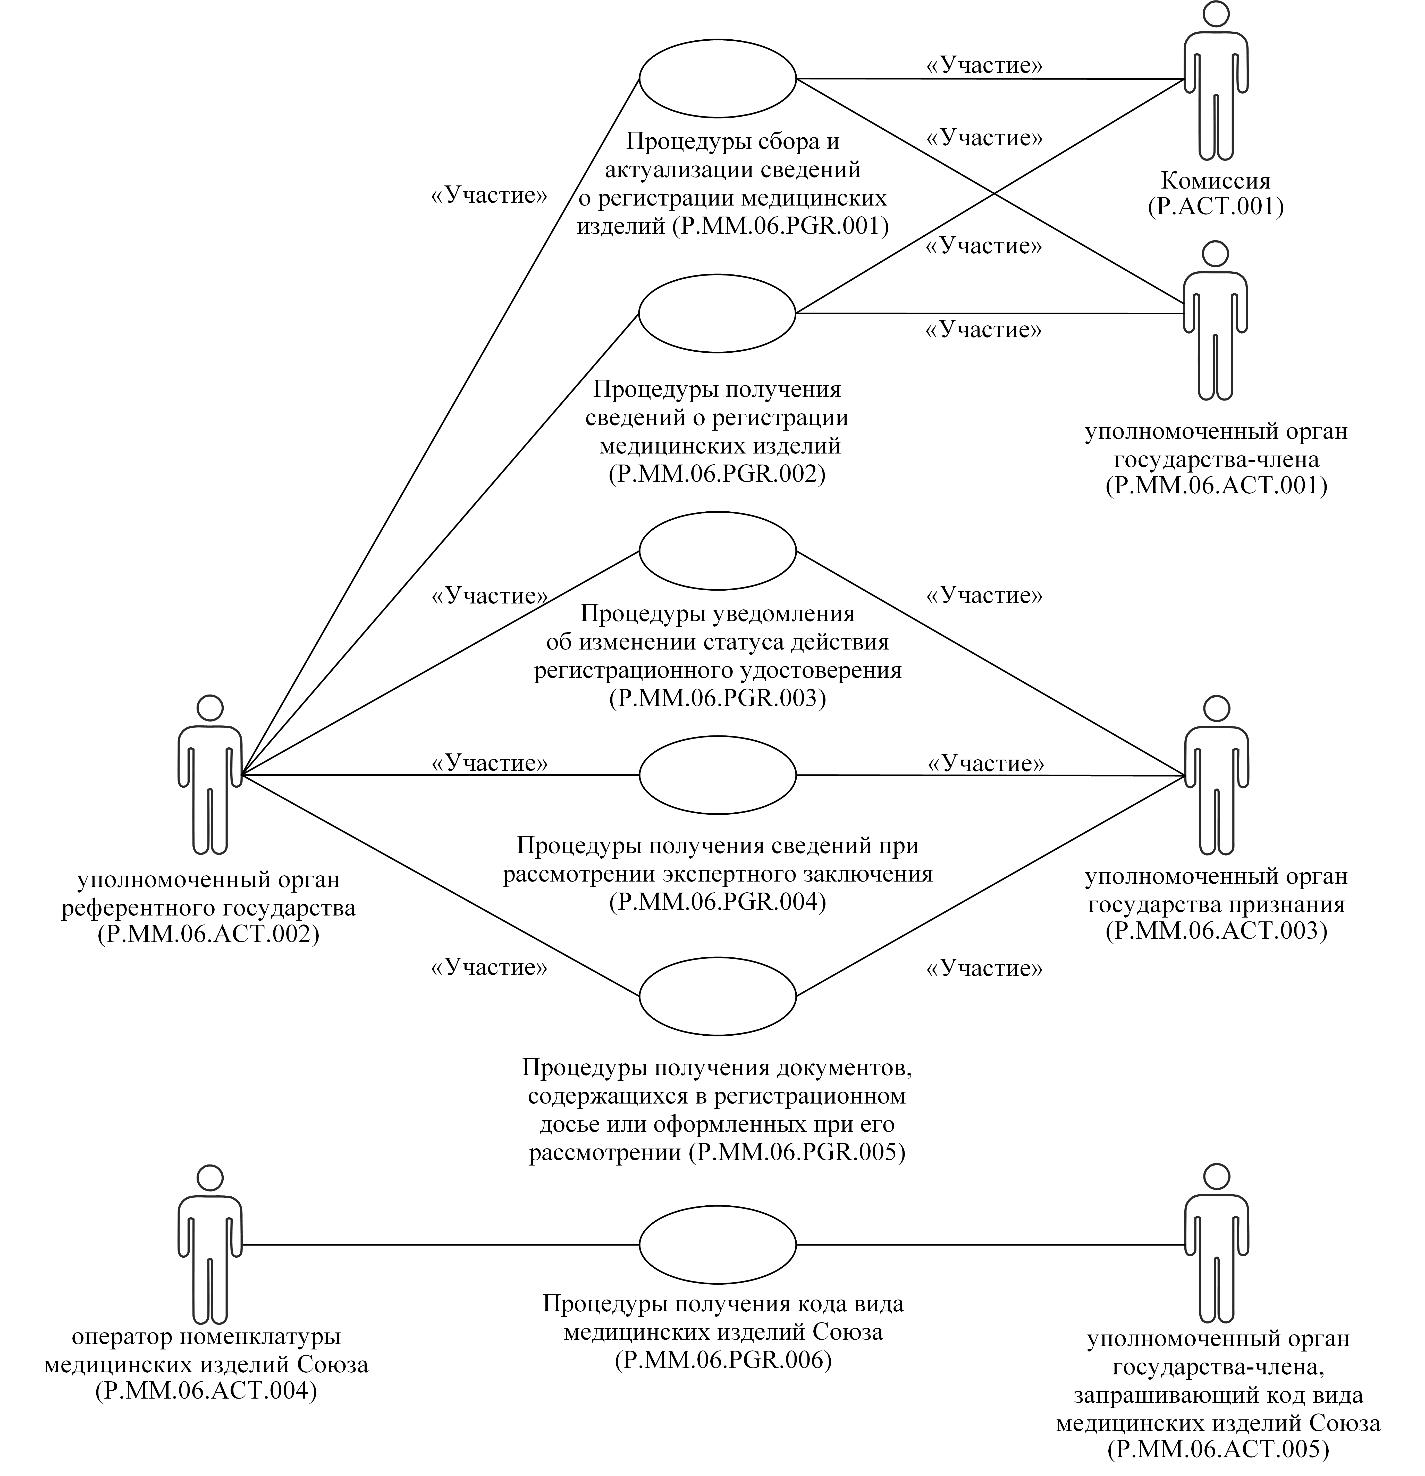 «Участие»
«Участие»
Процедуры сбора и
актуализации сведений
о регистрации медицинских
изделий (P.MM.06.PGR.001)
Комиссия
(P.ACT.001)
«Участие»
«Участие»
«Участие»
Процедуры получения
сведений о регистрации
медицинских изделий
(P.MM.06.PGR.002)
уполномоченный орган
государства-члена
(P.MM.06.ACT.001)
«Участие»
«Участие»
Процедуры уведомления
об изменении статуса действия
регистрационного удостоверения
(P.MM.06.PGR.003)
«Участие»
«Участие»
Процедуры получения сведений при
рассмотрении экспертного заключения
(P.MM.06.PGR.004)
уполномоченный орган
референтного государства
(P.MM.06.ACT.002)
уполномоченный орган
государства признания
(P.MM.06.ACT.003)
«Участие»
«Участие»
Процедуры получения документов,
содержащихся в регистрационном
досье или оформленных при его
рассмотрении (P.MM.06.PGR.005)
Процедуры получения кода вида
медицинских изделий Союза
(P.MM.06.PGR.006)
оператор номенклатуры
медицинских изделий Союза
(P.MM.06.ACT.004)
уполномоченный орган
государства-члена,
запрашивающий код вида
медицинских изделий Союза
(P.MM.06.ACT.005)